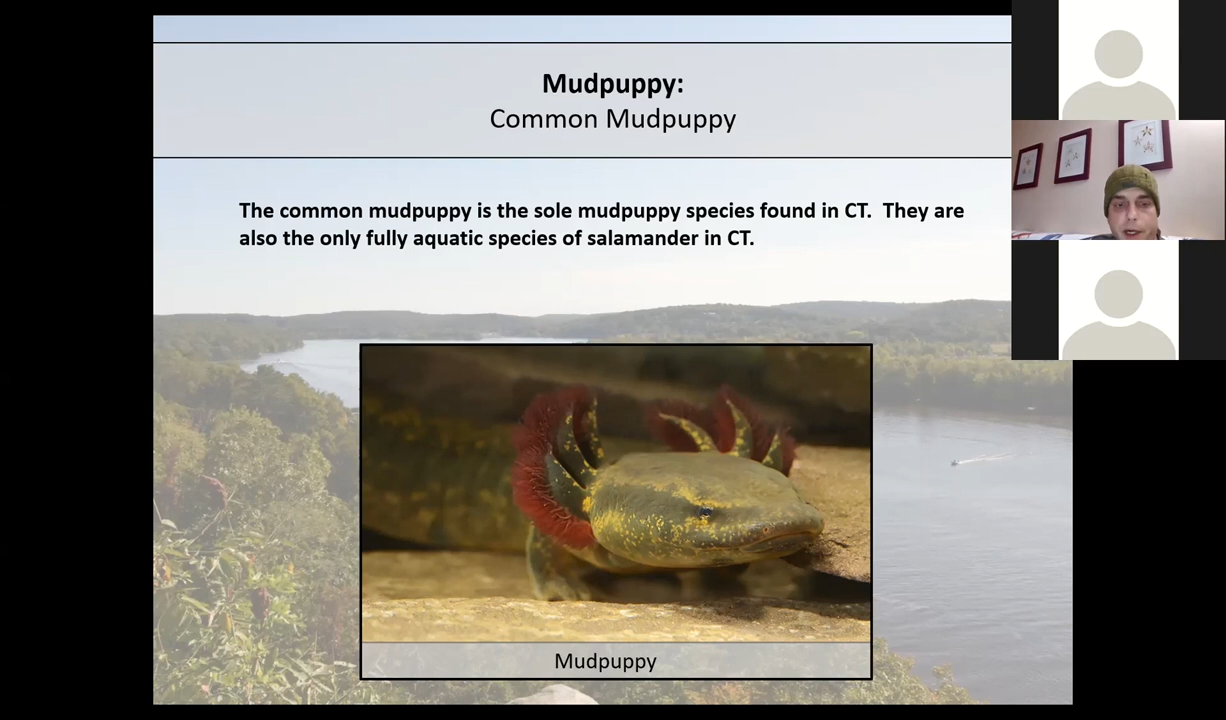 Mudpuppy:
Common Mudpuppy
The common mudpuppy is the sole mudpuppy species found in CT.  They are
also the only fully aquatic species of salamander in CT.
Mudpuppy